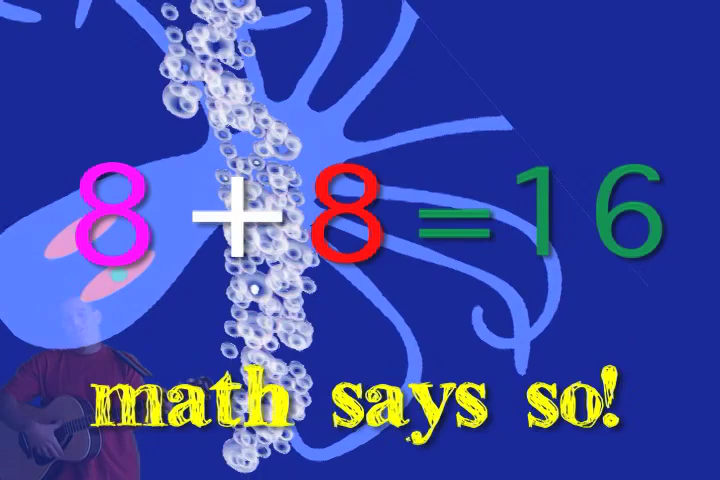 8 + 8 = 16
math says so!